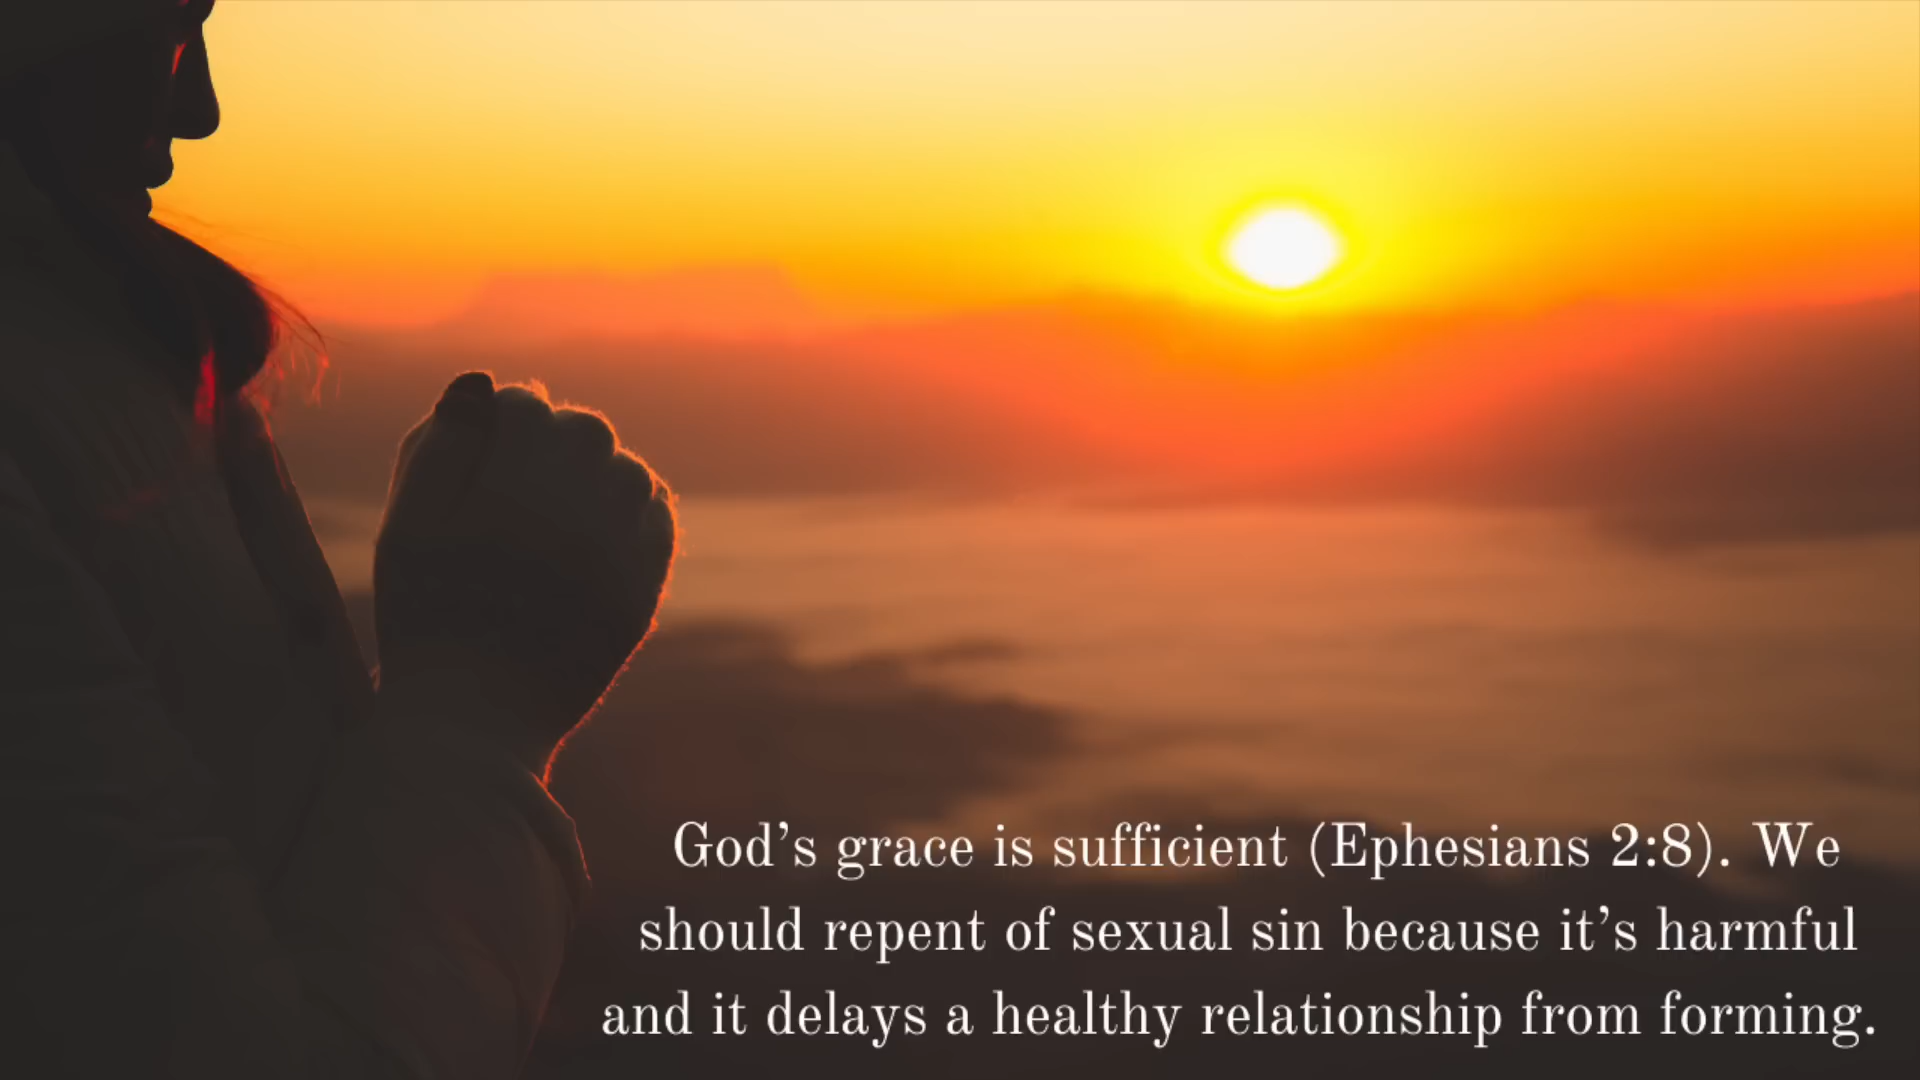 God’s grace is sufficient (Ephesians 2:8). We
should repent of sexual sin because it’s harmful
and it delays a healthy relationship from forming.